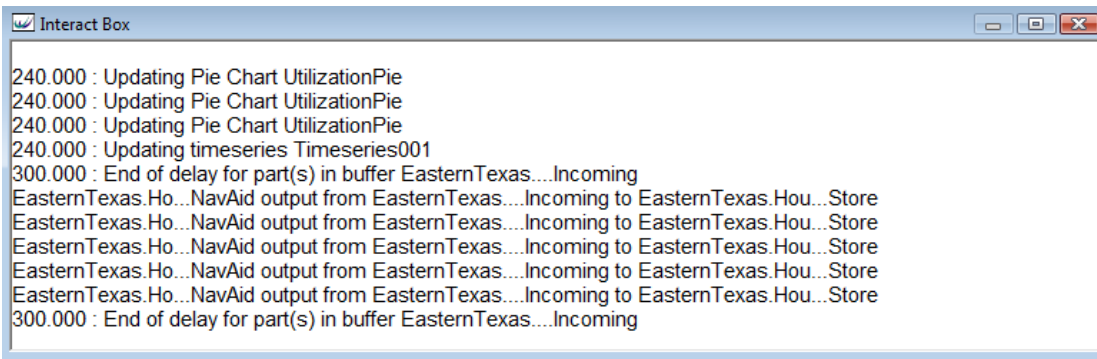 Interact Box
240.000 : Updating Pie Chart UtilizationPie
240.000 : Updating Pie Chart UtilizationPie
240.000 : Updating Pie Chart UtilizationPie
240.000 : Updating timeseries Timeseries001
300.000 : End of delay for part(s) in buffer EasternTexas....Incoming
EasternTexas.Ho...NavAid output from EasternTexas....Incoming to EasternTexas.Hou...Store
EasternTexas.Ho...NavAid output from EasternTexas....Incoming to EasternTexas.Hou...Store
EasternTexas.Ho...NavAid output from EasternTexas....Incoming to EasternTexas.Hou...Store
EasternTexas.Ho...NavAid output from EasternTexas....Incoming to EasternTexas.Hou...Store
EasternTexas.Ho...NavAid output from EasternTexas....Incoming to EasternTexas.Hou...Store
300.000 : End of delay for part(s) in buffer EasternTexas....Incoming